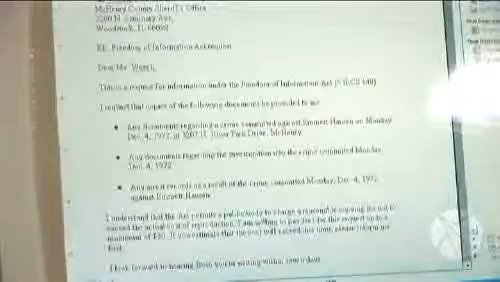 McHenry County Sheriff's Office
2200 N. Seminary Ave,
Woodstock, IL 60098
RE: Freedom of Information Act request
Dear Mr.
This is a request for information under the Freedom of Information Act (5 ILCS 140)
I request that copies of the following documents be provided to me:
• Any documents regarding a crime committed against Emmett Hansen on Monday
Dec. 4, 1972, at 3207 N. River Park Drive, McHenry
• Any documents regarding the investigation into the crime committed Monday,
Dec. 4, 1972
• Any arrest records as a result of the crime committed Monday, Dec. 4, 1972
against Emmett Hansen
I understand that the Act permits a public body to charge a reasonable copying fee not to
exceed the actual cost of reproduction. I am willing to pay fees for this request up to a
maximum of $30. If you estimate that the cost will exceed this limit, please inform me
first.
I look forward to hearing from you in writing within seven days